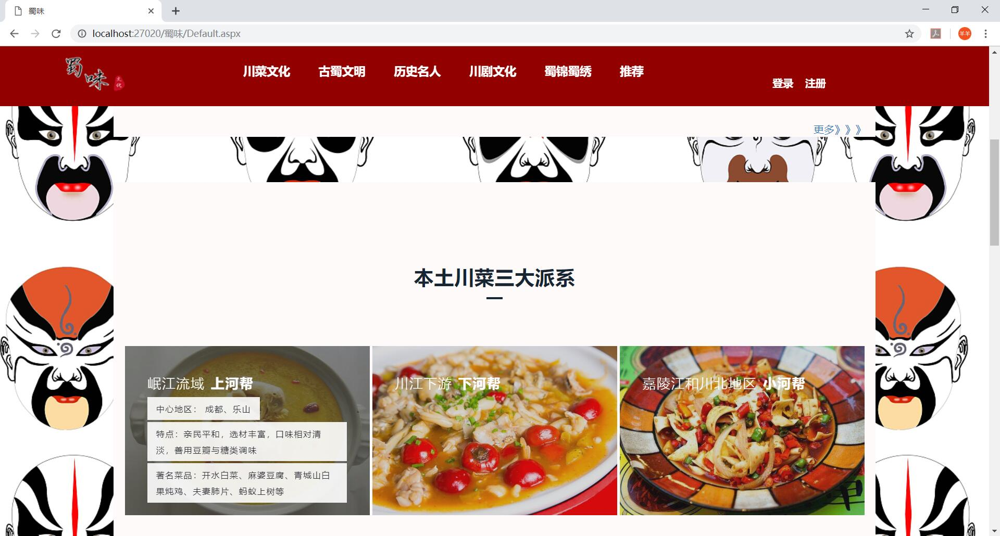 蜀味
localhost:27020/蜀味/Default.aspx
羊羊
蜀味
文化
川菜文化 古蜀文明 历史名人 川剧文化 蜀锦蜀绣 推荐
登录 注册
更多》》》
本土川菜三大派系
岷江流域 上河帮
中心地区： 成都、乐山
特点：亲民平和，选材丰富，口味相对清
淡，善用豆瓣与糖类调味
著名菜品：开水白菜、麻婆豆腐、青城山白
果炖鸡、夫妻肺片、蚂蚁上树等
川江下游 下河帮
嘉陵江和川北地区 小河帮